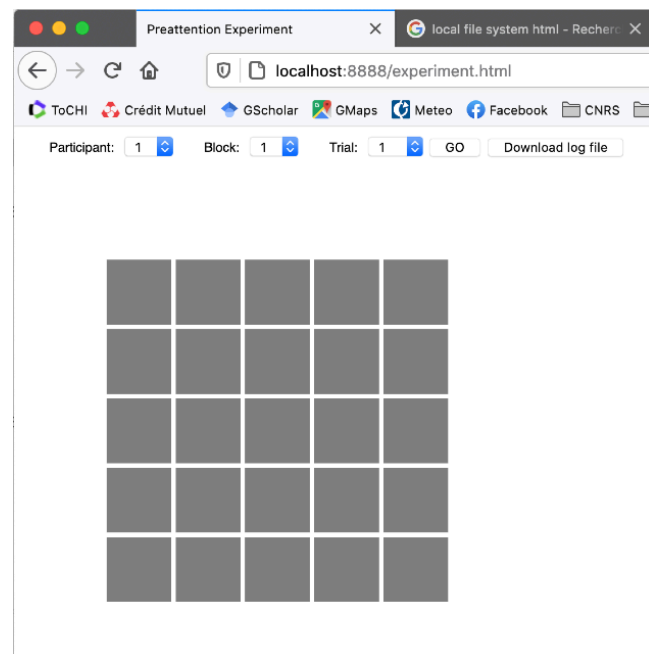 Preattention Experiment
local file system html - Recherc
localhost:8888/experiment.html
ToCHI Crédit Mutuel GScholar GMaps Meteo Facebook CNRS
Participant: 1 Block: 1 Trial: 1 GO Download log file